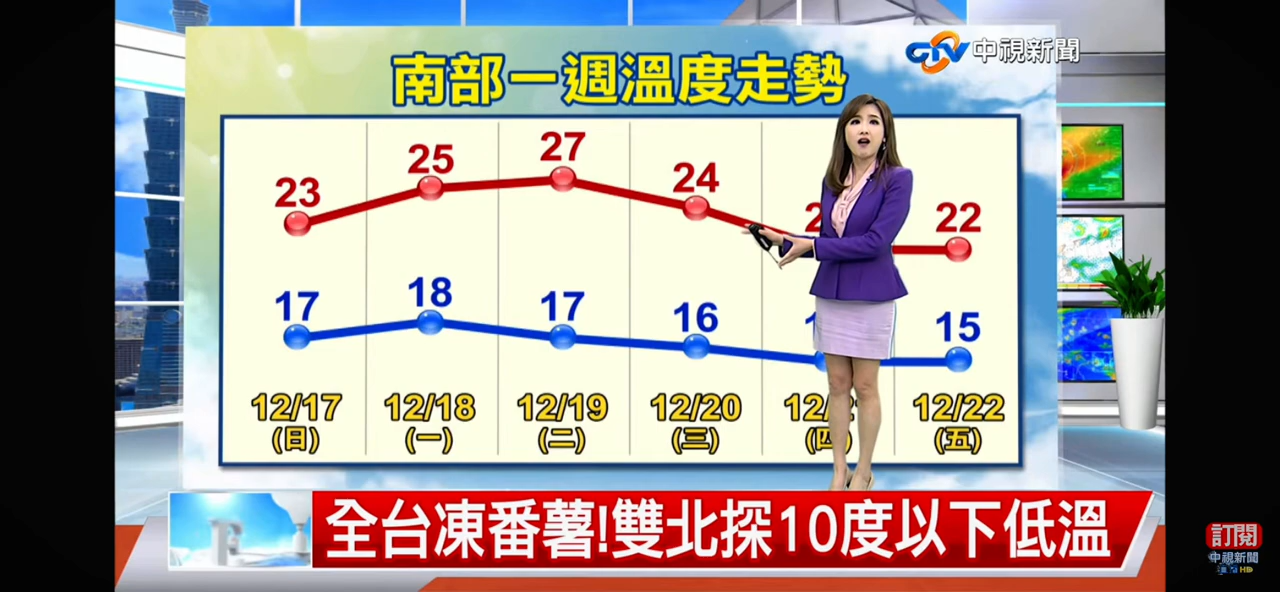 CTV 中視新聞
南部一週溫度走勢
23 25 27 24 22
17 18 17 16 15
12/17 12/18 12/19 12/20 12/22
(日) (一) (二) (三) (四) (五)
全台凍番薯!雙北探10度以下低溫
訂閱
中視新聞
HD